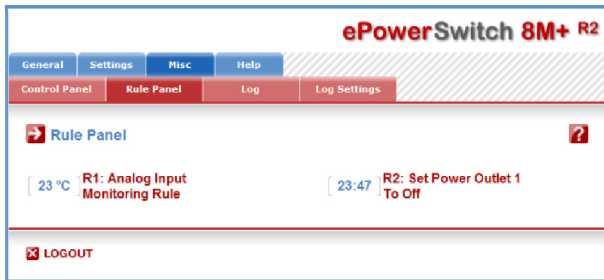 ePowerSwitch 8M+ R2
General Settings Misc Help
Control Panel Rule Panel Log Log Settings
Rule Panel ?
[ 23 °C ] R1: Analog Input
Monitoring Rule
[ 23:47 ] R2: Set Power Outlet 1
To Off
LOGOUT